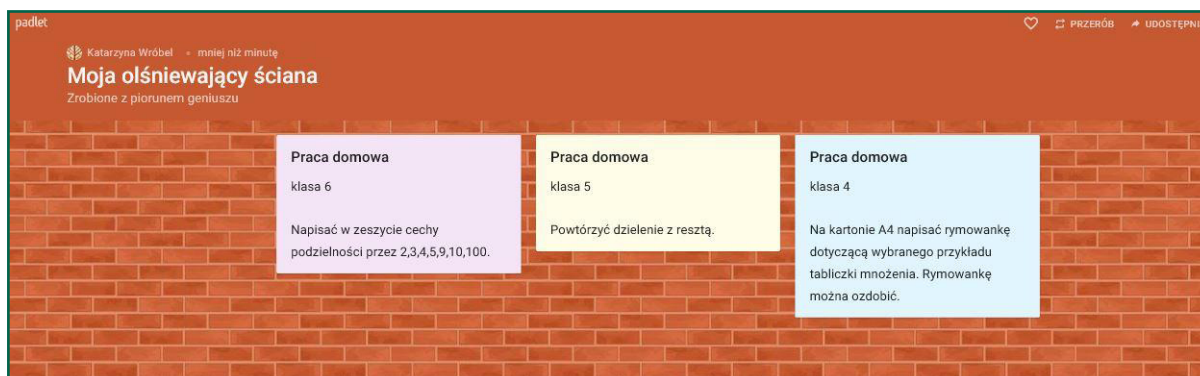 padlet
PRZERÓB UDOSTĘPNIJ
Katarzyna Wróbel • mniej niż minutę
Moja olśniewający ściana
Zrobione z piorunem geniuszu
Praca domowa
klasa 6
Napisać w zeszycie cechy
podzielności przez 2,3,4,5,9,10,100.
Praca domowa
klasa 5
Powtórzyć dzielenie z resztą.
Praca domowa
klasa 4
Na kartonie A4 napisać rymowankę
dotyczącą wybranego przykładu
tabliczki mnożenia. Rymowankę
można ozdobić.